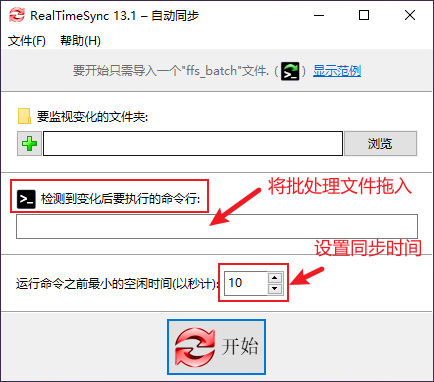 RealTimeSync 13.1 – 自动同步
文件(F) 帮助(H)
要开始只需导入一个"ffs_batch"文件. ( ) 显示范例
要监视变化的文件夹:
浏览
将批处理文件拖入
检测到变化后要执行的命令行:
设置同步时间
运行命令之前最小的空闲时间(以秒计): 10
开始